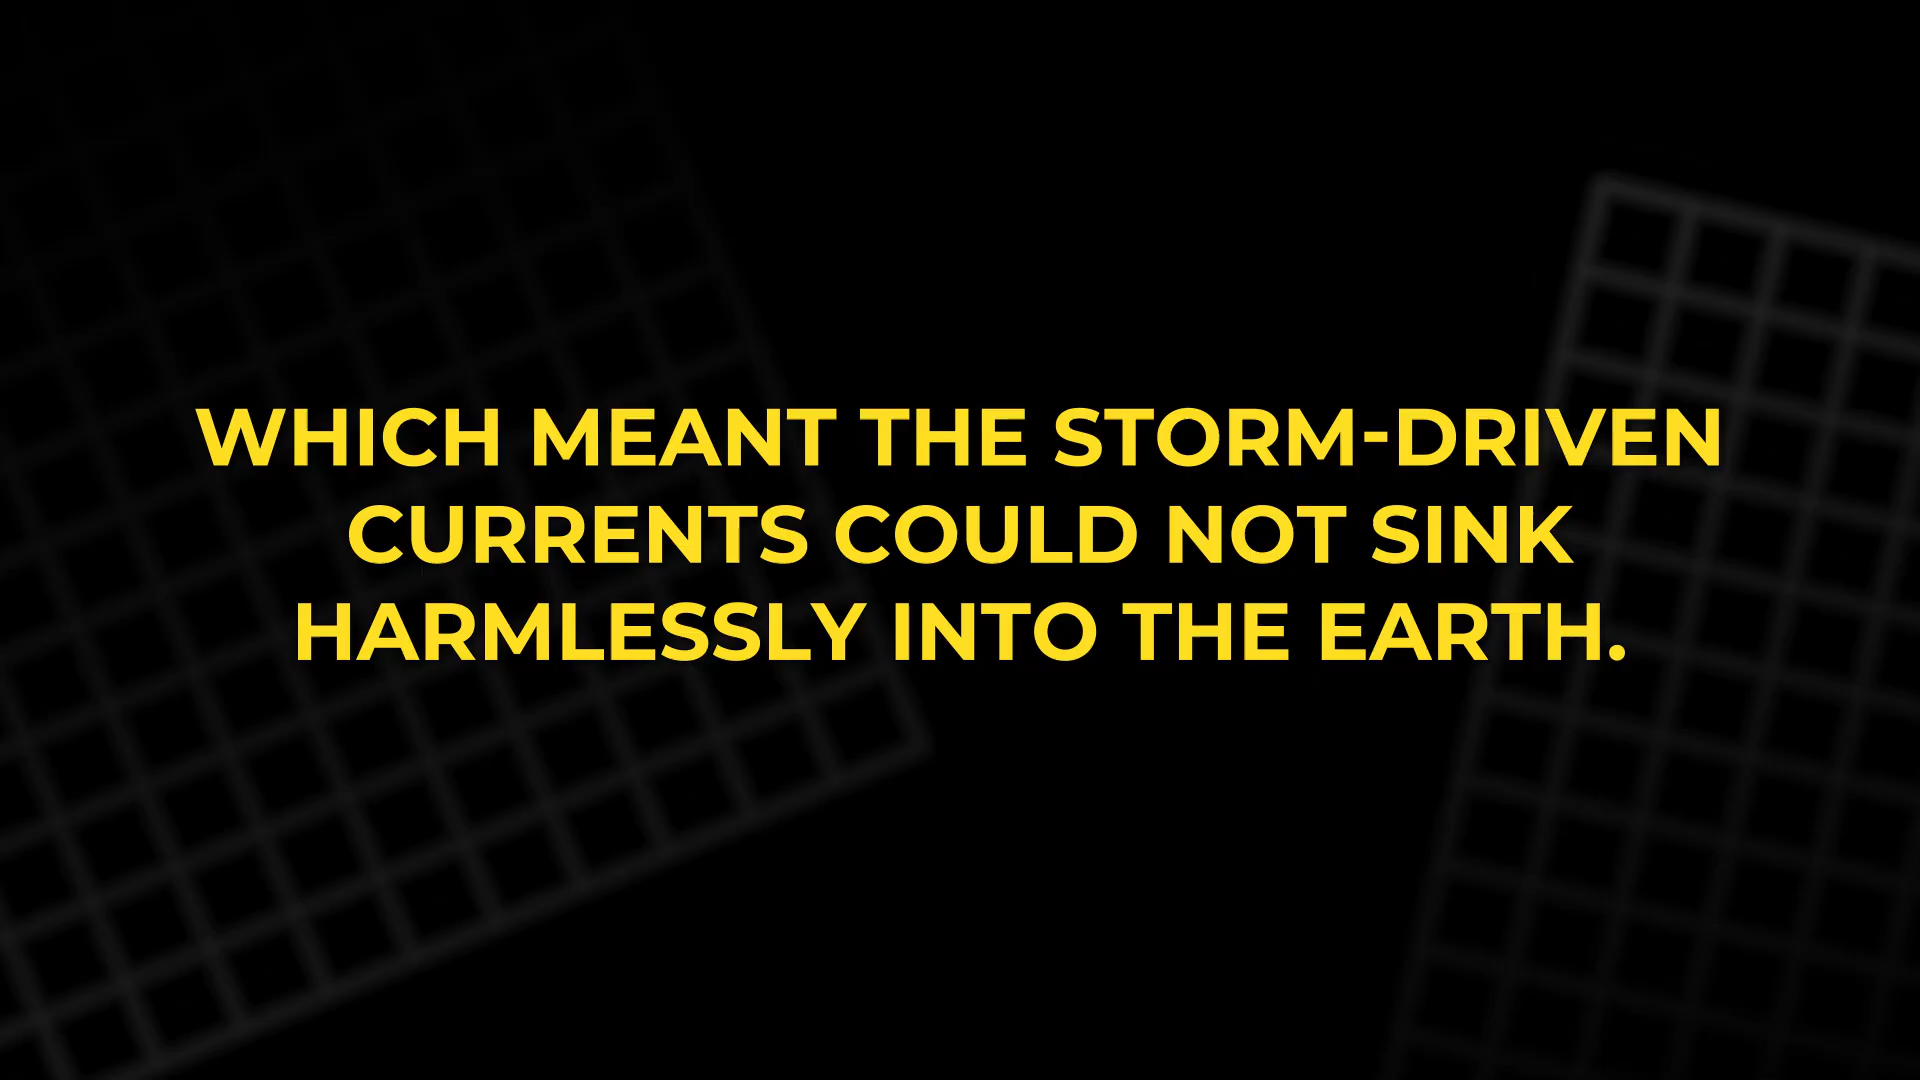 WHICH MEANT THE STORM-DRIVEN
CURRENTS COULD NOT SINK
HARMLESSLY INTO THE EARTH.